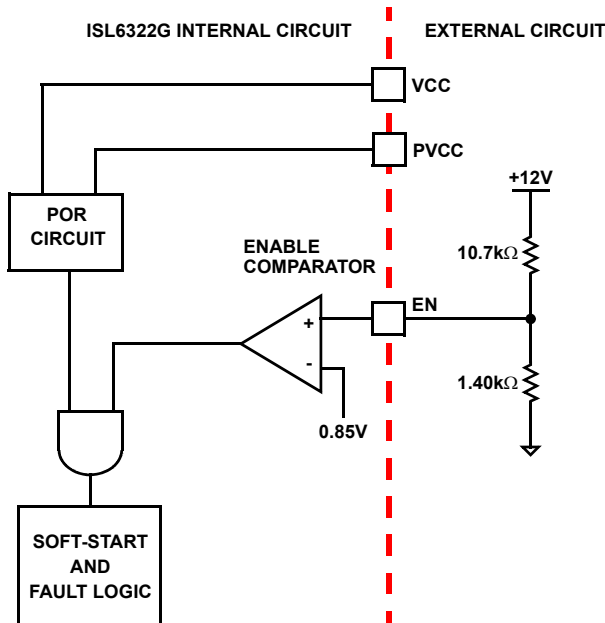 ISL6322G INTERNAL CIRCUIT
EXTERNAL CIRCUIT
VCC
PVCC
+12V
POR
CIRCUIT
10.7kΩ
ENABLE
COMPARATOR
EN
+
-
1.40kΩ
0.85V
SOFT-START
AND
FAULT LOGIC